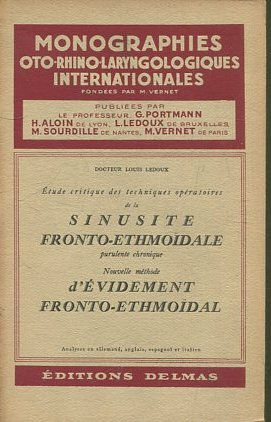 MONOGRAPHIES
OTO-RHINO-LARYNGOLOGIQUES
INTERNATIONALES
FONDÉES PAR M. VERNET
PUBLIÉES PAR
LE PROFESSEUR G. PORTMANN
H. ALOIN DE LYON, L. LEDOUX DE BRUXELLES,
M. SOURDILLE DE NANTES, M. VERNET DE PARIS
DOCTEUR LOUIS LEDOUX
Étude critique des techniques opératoires
de la
SINUSITE
FRONTO-ETHMOÏDALE
purulente chronique
Nouvelle méthode
d'ÉVIDEMENT
FRONTO-ETHMOÏDAL
Analyses en allemand, anglais, espagnol et italien
ÉDITIONS DELMAS